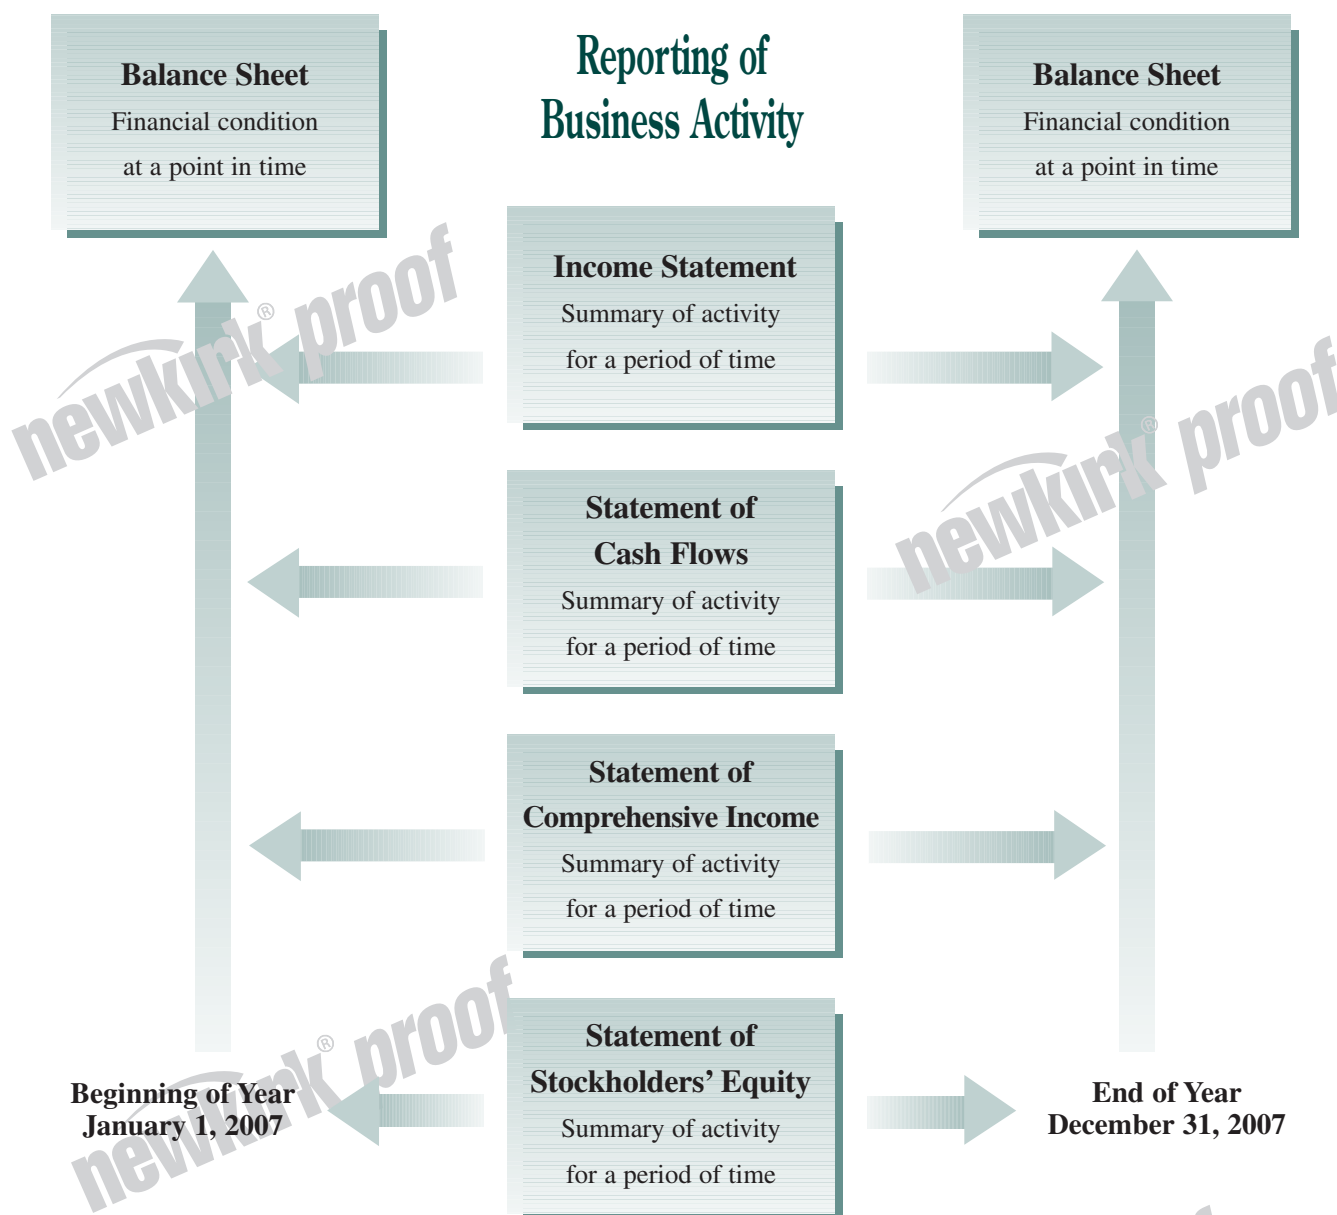 Balance Sheet
Financial condition
at a point in time
Reporting of
Business Activity
Balance Sheet
Financial condition
at a point in time
Income Statement
Summary of activity
for a period of time
newkirk® proof
newkirk® proof
Statement of
Cash Flows
Summary of activity
for a period of time
Statement of
Comprehensive Income
Summary of activity
for a period of time
newkirk® proof
Statement of
Stockholders’ Equity
Summary of activity
for a period of time
Beginning of Year
January 1, 2007
End of Year
December 31, 2007